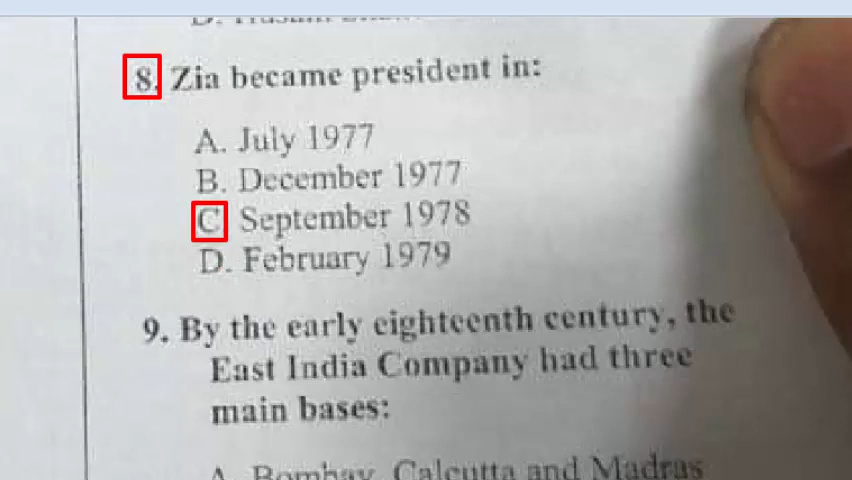 8. Zia became president in:
A. July 1977
B. December 1977
C September 1978
D. February 1979
9. By the early eighteenth century, the
East India Company had three
main bases:
A. Bombay, Calcutta and Madras